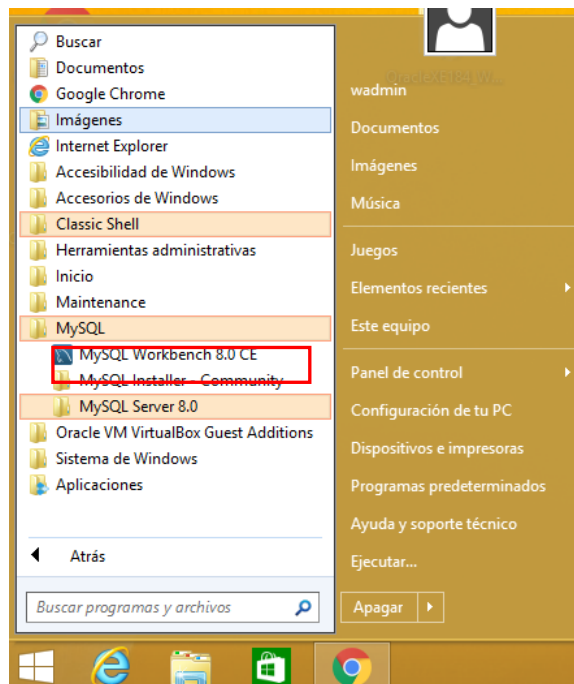 Buscar
Documentos
Google Chrome
Imágenes
Internet Explorer
Accesibilidad de Windows
Accesorios de Windows
Classic Shell
Herramientas administrativas
Inicio
Maintenance
MySQL
MySQL Workbench 8.0 CE
MySQL Installer - Community
MySQL Server 8.0
Oracle VM VirtualBox Guest Additions
Sistema de Windows
Aplicaciones
Atrás
Buscar programas y archivos
wadmin
Documentos
Imágenes
Música
Juegos
Elementos recientes
Este equipo
Panel de control
Configuración de tu PC
Dispositivos e impresoras
Programas predeterminados
Ayuda y soporte técnico
Ejecutar...
Apagar